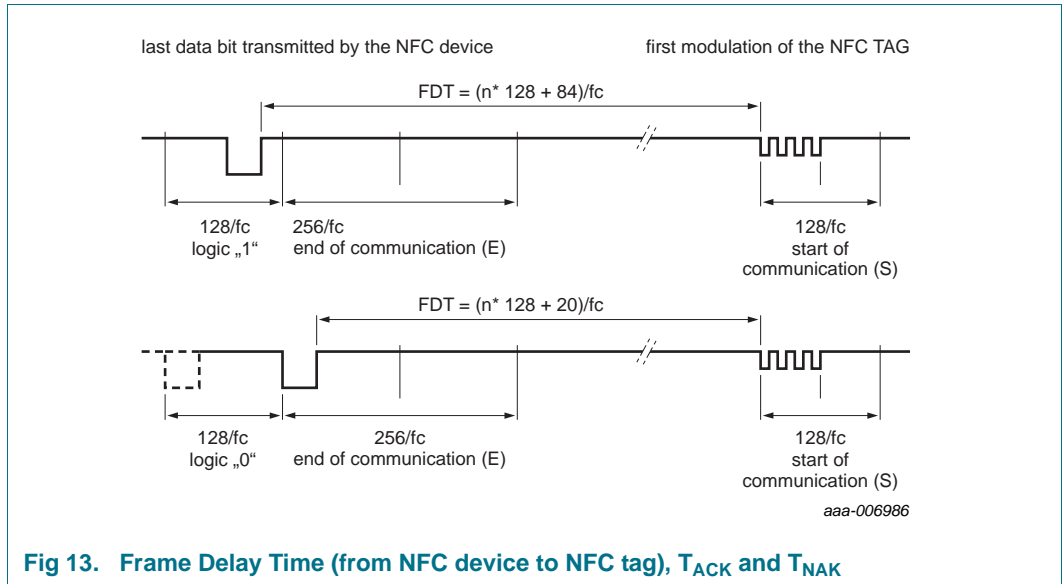 last data bit transmitted by the NFC device
first modulation of the NFC TAG
FDT = (n* 128 + 84)/fc
128/fc
logic „1“
256/fc
end of communication (E)
128/fc
start of
communication (S)
FDT = (n* 128 + 20)/fc
128/fc
logic „0“
256/fc
end of communication (E)
128/fc
start of
communication (S)
aaa-006986
Fig 13. Frame Delay Time (from NFC device to NFC tag), TACK and TNAK